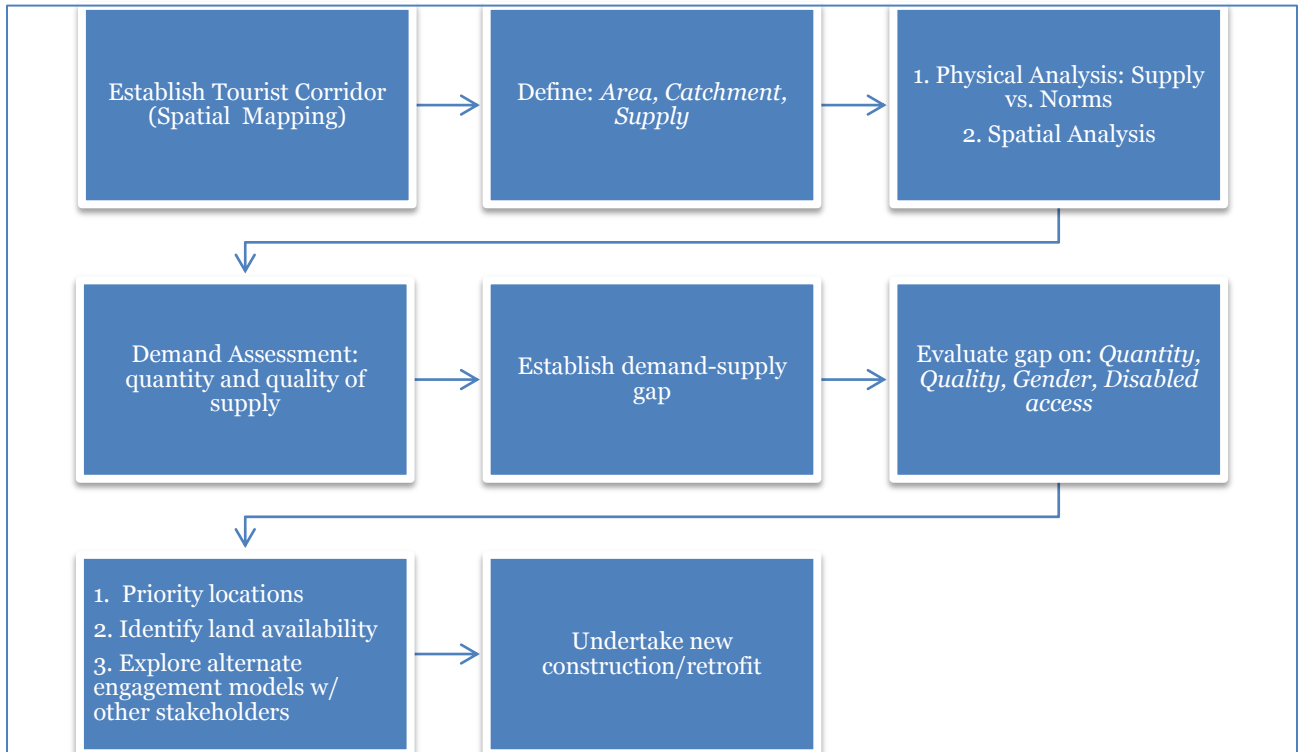 Establish Tourist Corridor
(Spatial Mapping)
Define: Area, Catchment,
Supply
1. Physical Analysis: Supply
vs. Norms
2. Spatial Analysis
Demand Assessment:
quantity and quality of
supply
Establish demand-supply
gap
Evaluate gap on: Quantity,
Quality, Gender, Disabled
access
1. Priority locations
2. Identify land availability
3. Explore alternate
engagement models w/
other stakeholders
Undertake new
construction/retrofit